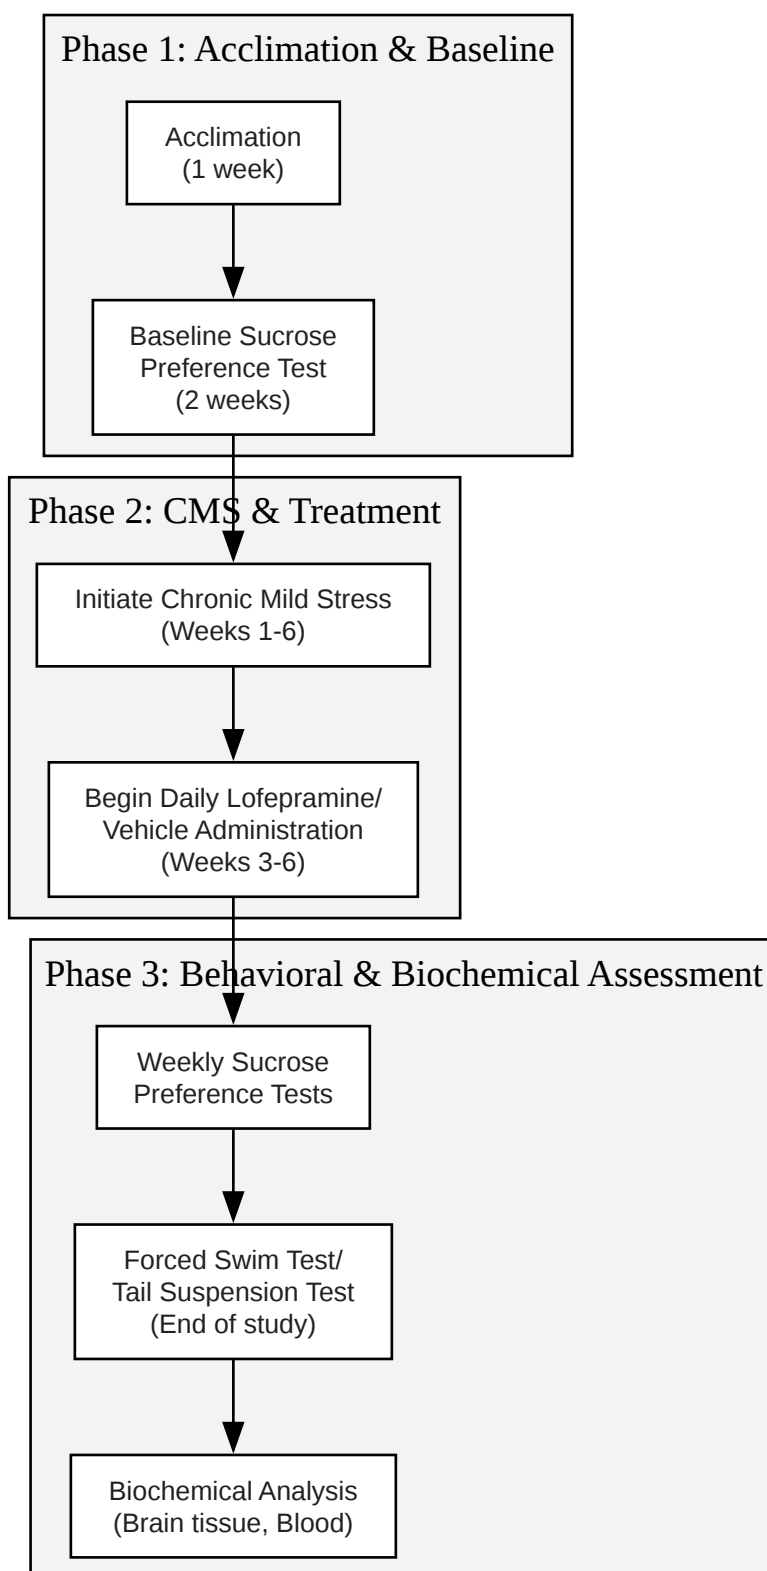 Phase 1: Acclimation & Baseline
Acclimation
(1 week)
Baseline Sucrose
Preference Test
(2 weeks)
Phase 2: CMS & Treatment
Initiate Chronic Mild Stress
(Weeks 1-6)
Begin Daily Lofepramine/
Vehicle Administration
(Weeks 3-6)
Phase 3: Behavioral & Biochemical Assessment
Weekly Sucrose
Preference Tests
Forced Swim Test/
Tail Suspension Test
(End of study)
Biochemical Analysis
(Brain tissue, Blood)